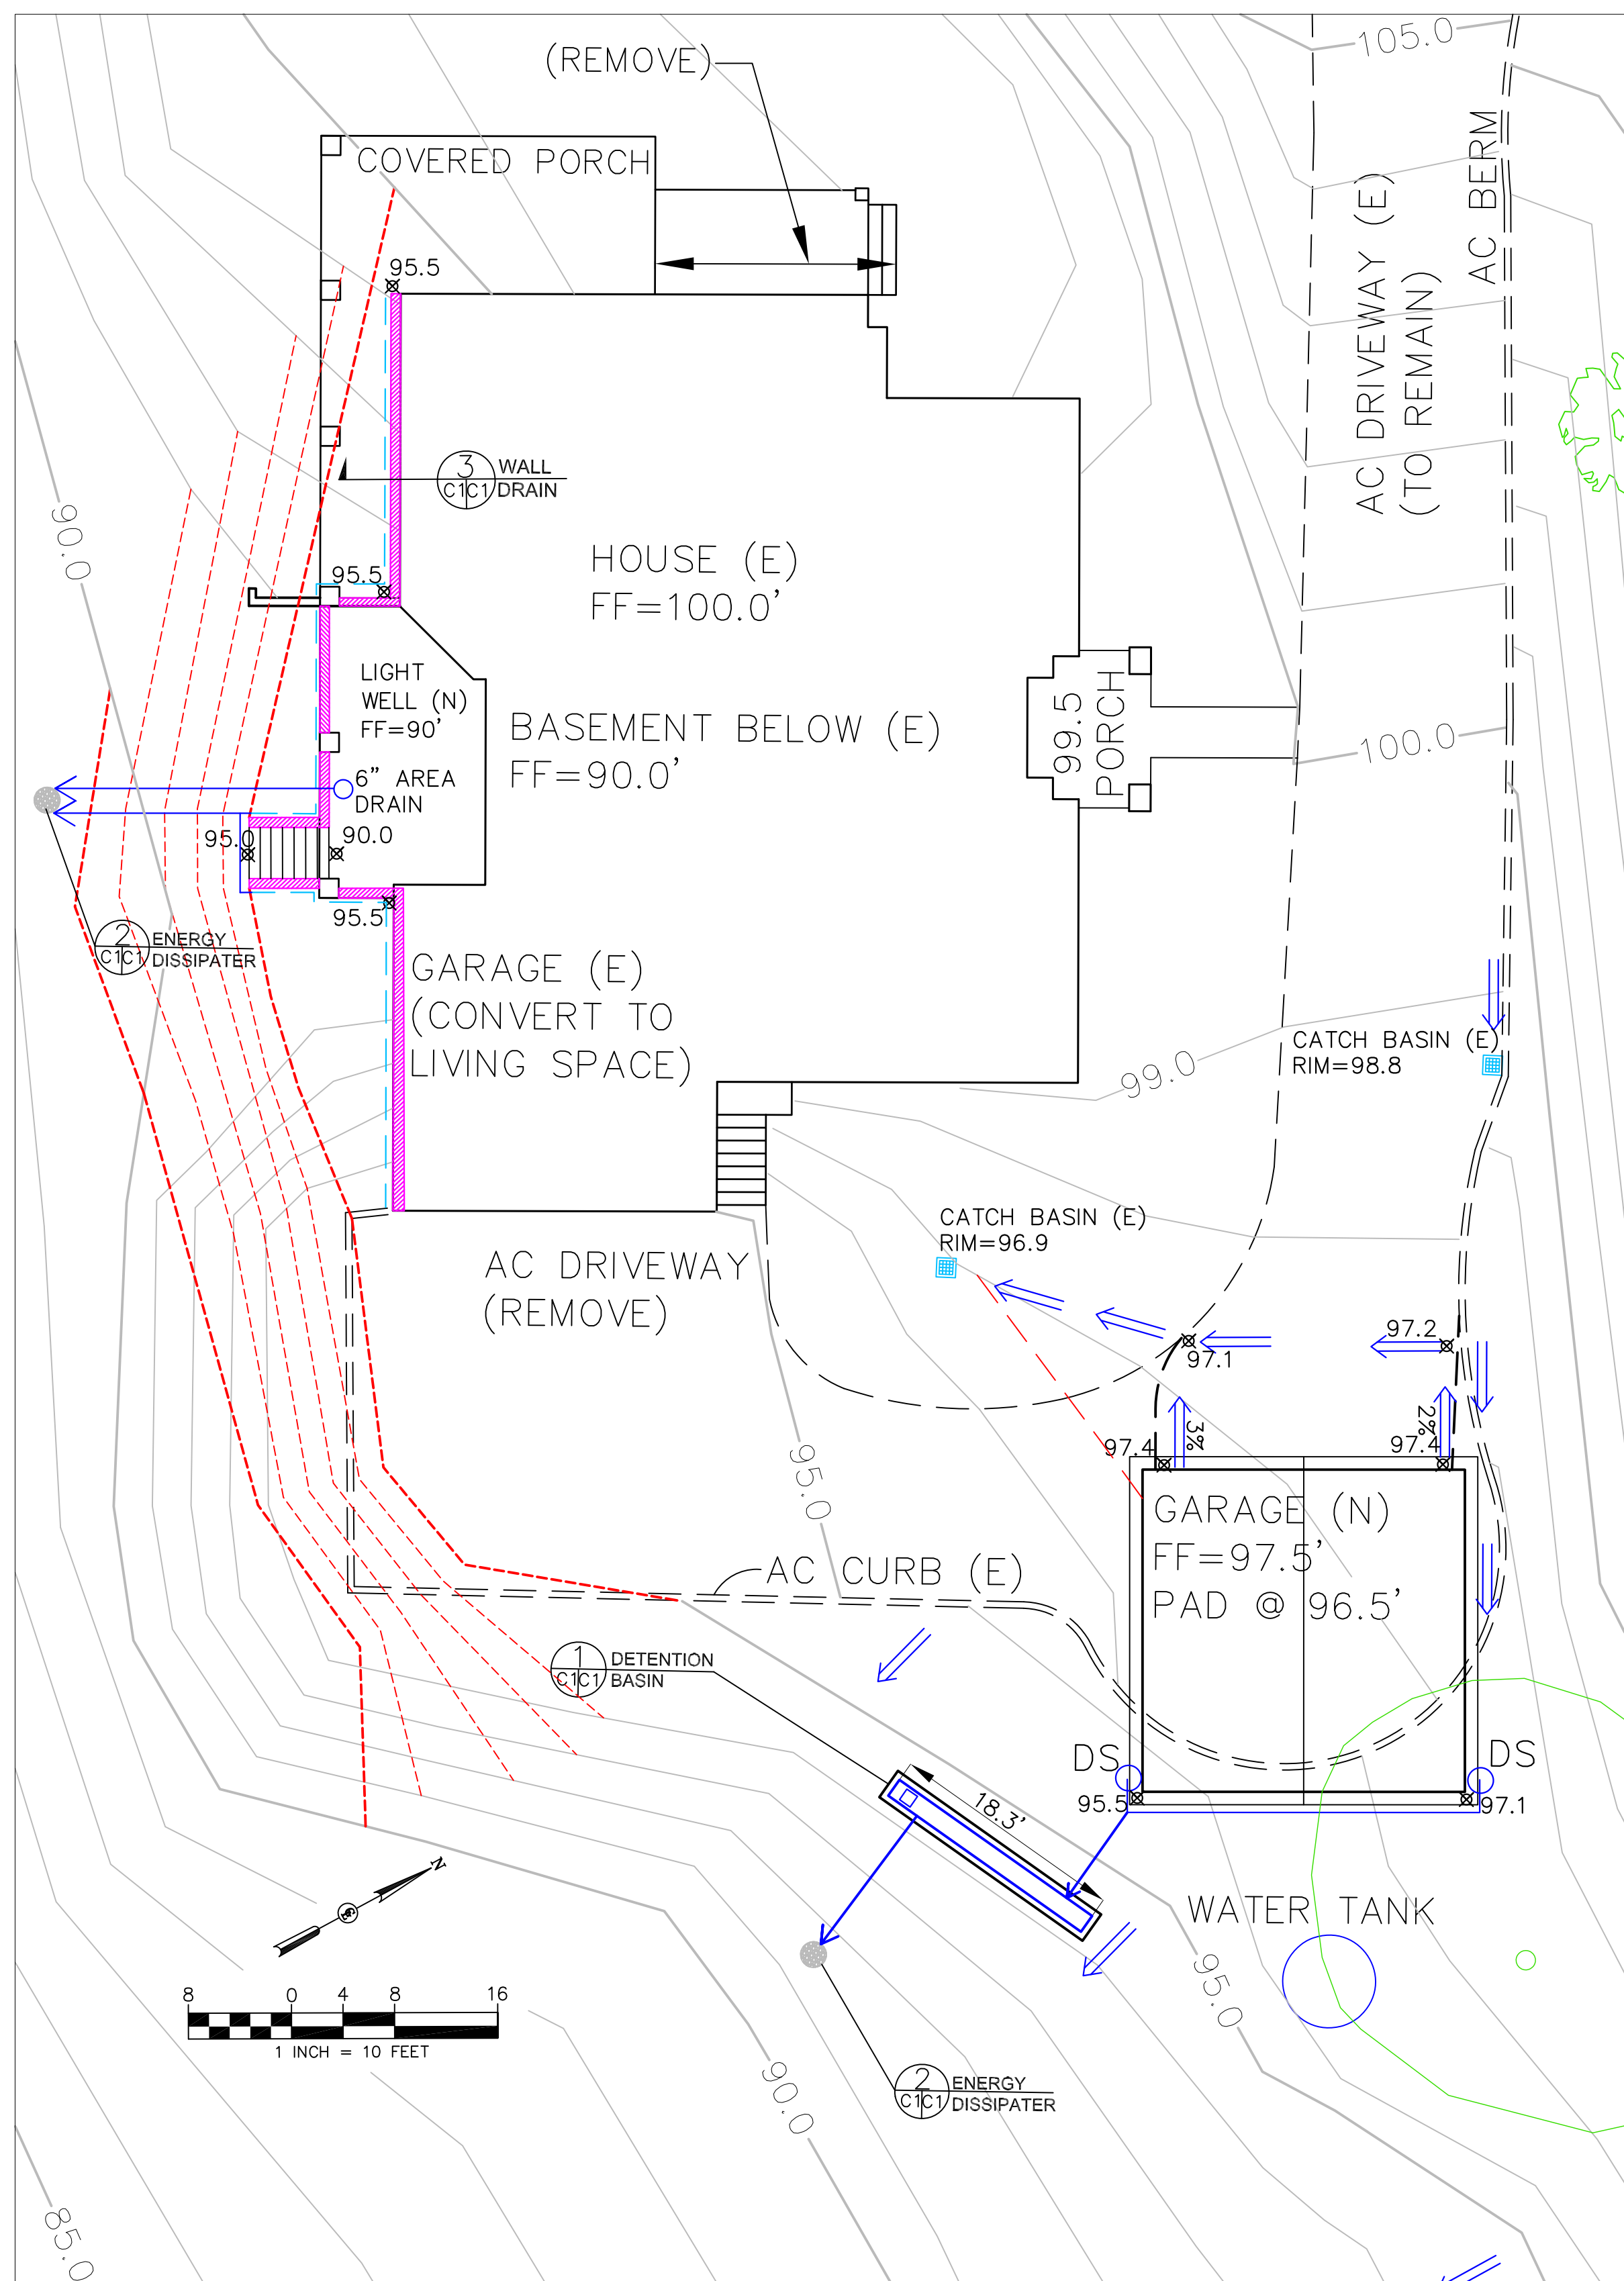 105.0
(REMOVE)
COVERED PORCH
AC BERM
AC DRIVEWAY (E)
(TO REMAIN)
95.5
3
C1 C1
WALL
DRAIN
90.0
HOUSE (E)
FF=100.0'
95.5
LIGHT
WELL (N)
FF=90'
BASEMENT BELOW (E)
FF=90.0'
99.5
PORCH
100.0
6" AREA
DRAIN
95.0
90.0
95.5
2
C1 C1
ENERGY
DISSIPATER
GARAGE (E)
(CONVERT TO
LIVING SPACE)
99.0
CATCH BASIN (E)
RIM=98.8
CATCH BASIN (E)
RIM=96.9
AC DRIVEWAY
(REMOVE)
97.2
97.1
3%
2%
97.4
97.4
95.0
GARAGE (N)
FF=97.5'
PAD @ 96.5'
AC CURB (E)
1
C1 C1
DETENTION
BASIN
DS
DS
18.3'
95.5
97.1
N
WATER TANK
95.0
8 0 4 8 16
1 INCH = 10 FEET
90.0
2
C1 C1
ENERGY
DISSIPATER
85.0